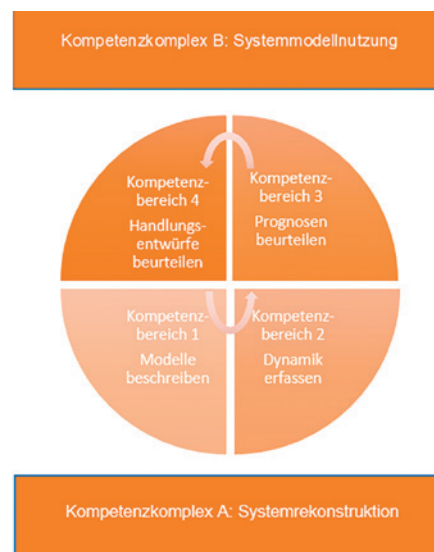 Kompetenzkomplex B: Systemmodellnutzung
Kompetenz-
bereich 4
Handlungs-
entwürfe
beurteilen
Kompetenz-
bereich 3
Prognosen
beurteilen
Kompetenz-
bereich 1
Modelle
beschreiben
Kompetenz-
bereich 2
Dynamik
erfassen
Kompetenzkomplex A: Systemrekonstruktion